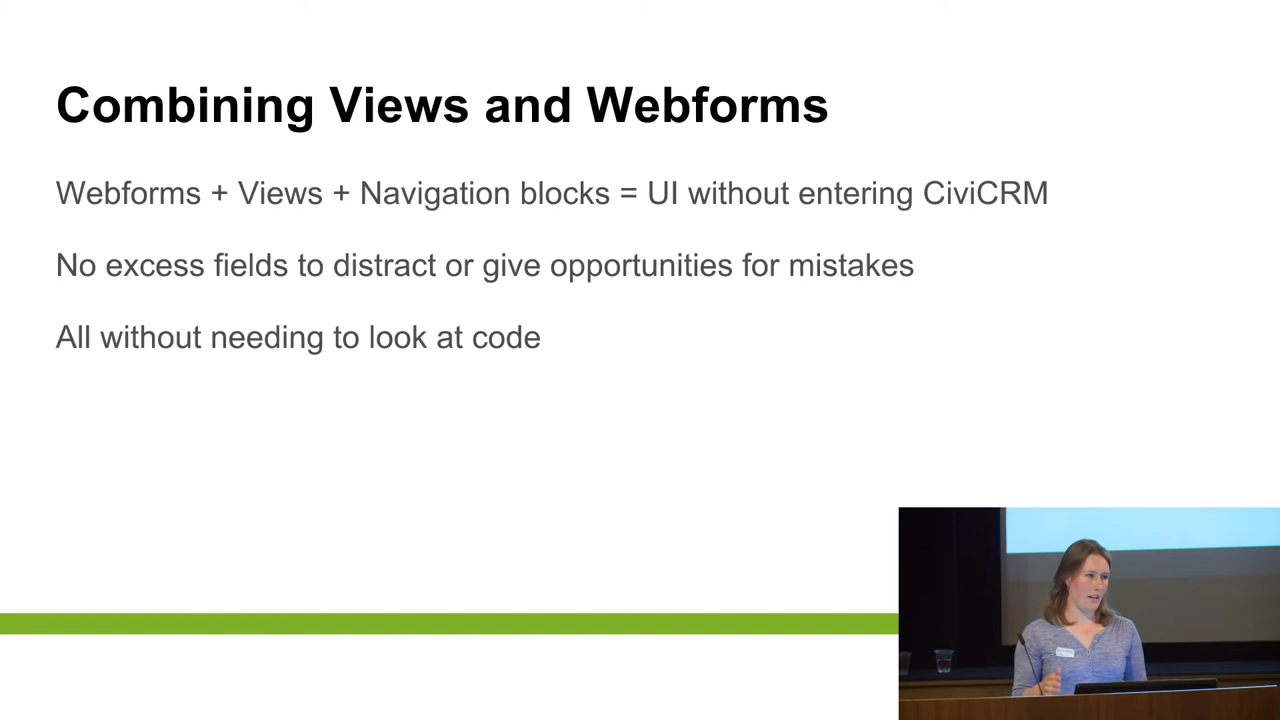 Combining Views and Webforms
Webforms + Views + Navigation blocks = UI without entering CiviCRM
No excess fields to distract or give opportunities for mistakes
All without needing to look at code